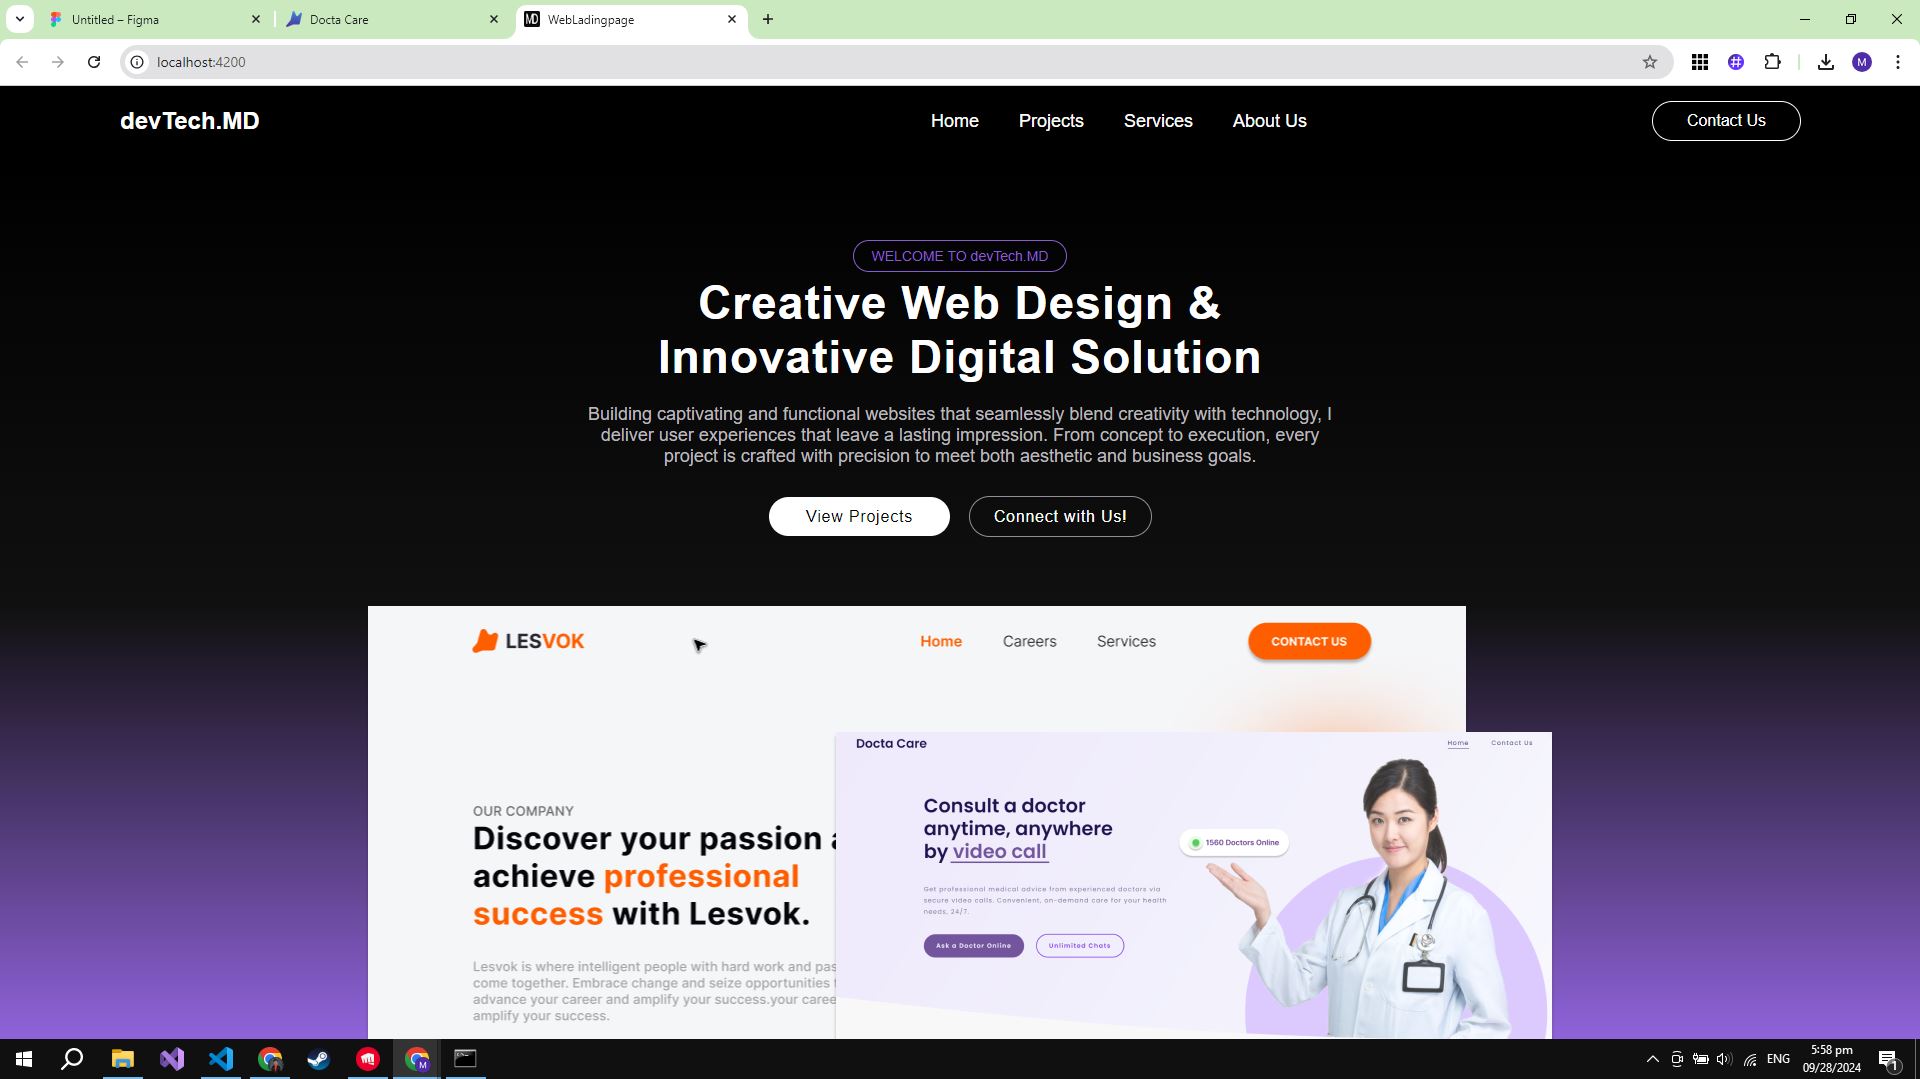 Untitled – Figma
Docta Care
WebLadingpage
localhost:4200
M
devTech.MD
Home
Projects
Services
About Us
Contact Us
WELCOME TO devTech.MD
Creative Web Design &
Innovative Digital Solution
Building captivating and functional websites that seamlessly blend creativity with technology, I
deliver user experiences that leave a lasting impression. From concept to execution, every
project is crafted with precision to meet both aesthetic and business goals.
View Projects
Connect with Us!
LESVOK
Home
Careers
Services
CONTACT US
OUR COMPANY
Discover your passion a
achieve professional
success with Lesvok.
Lesvok is where intelligent people with hard work and pas
come together. Embrace change and seize opportunities
advance your career and amplify your success.your caree
amplify your success.
Docta Care
Home
Contact Us
Consult a doctor
anytime, anywhere
by video call
1560 Doctors Online
Get professional medical advice from experienced doctors via
secure video calls. Convenient, on-demand care for your health
needs, 24/7.
Ask a Doctor Online
Unlimited Chats
ENG
5:58 pm
09/28/2024
1